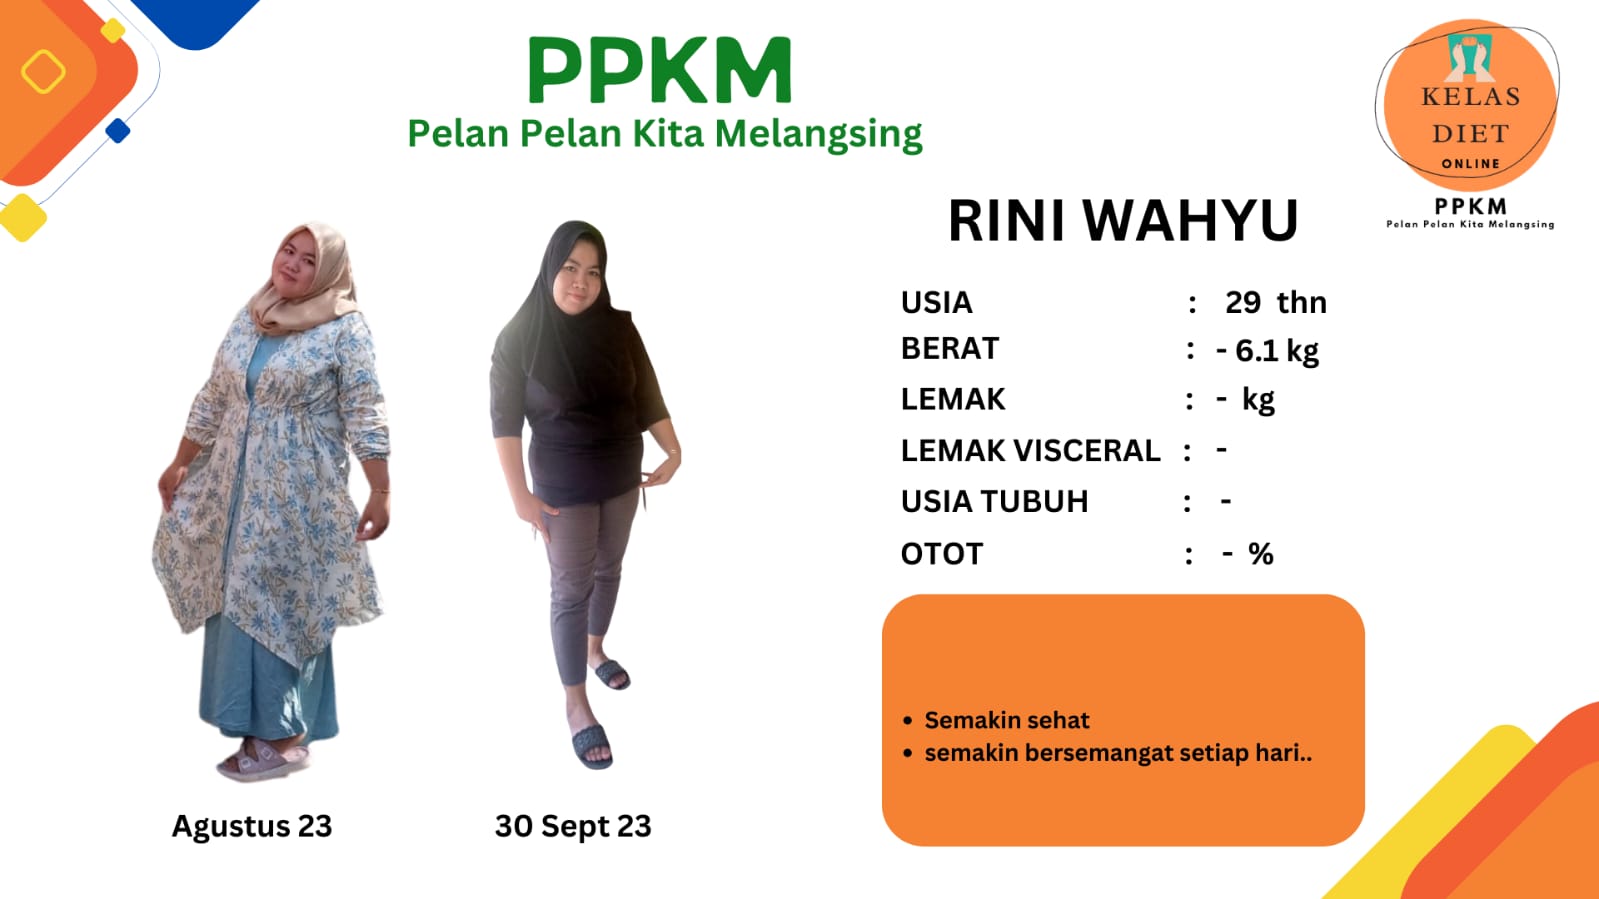 PPKM
Pelan Pelan Kita Melangsing
KELAS
DIET
ONLINE
PPKM
Pelan Pelan Kita Melangsing
RINI WAHYU
USIA : 29 thn
BERAT : - 6.1 kg
LEMAK : - kg
LEMAK VISCERAL : -
USIA TUBUH : -
OTOT : - %
• Semakin sehat
• semakin bersemangat setiap hari..
Agustus 23
30 Sept 23